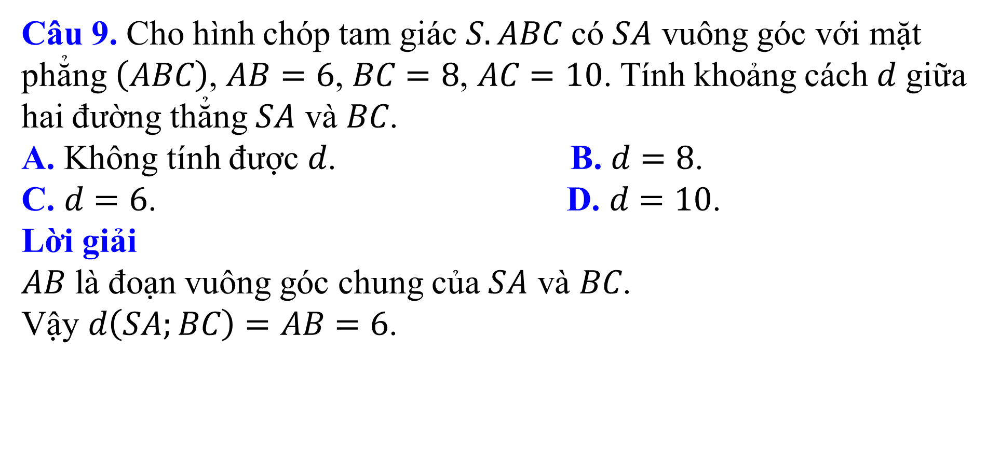 Câu 9. Cho hình chóp tam giác S. ABC có SA vuông góc với mặt
phẳng (ABC), AB = 6, BC = 8, AC = 10. Tính khoảng cách d giữa
hai đường thẳng SA và BC.
A. Không tính được d. B. d = 8.
C. d = 6. D. d = 10.
Lời giải
AB là đoạn vuông góc chung của SA và BC.
Vậy d(SA; BC) = AB = 6.